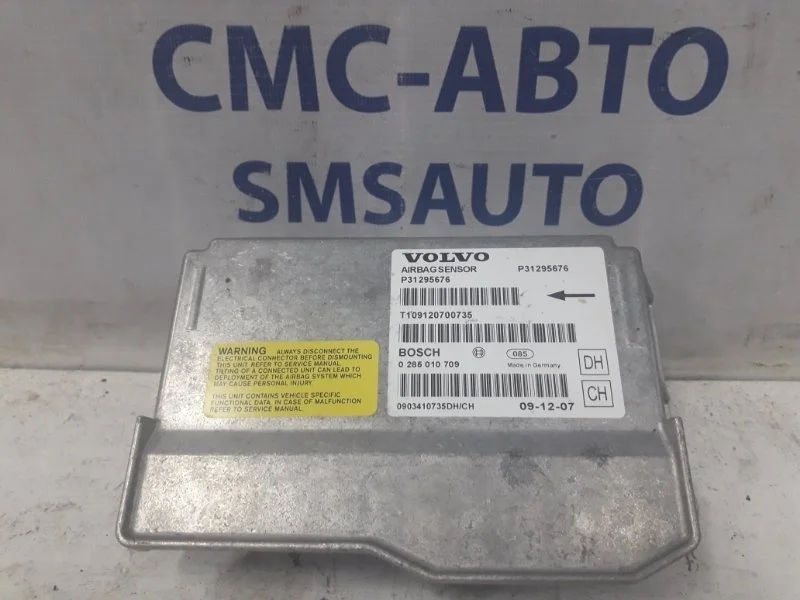 СМС-АВТО
SMSAUTO
VOLVO
AIRBAG SENSOR P31295676
P31295676
T109120700735
BOSCH 085
0 285 010 709 Made in Germany
DH
CH
0903410735DH/CH 09-12-07
WARNING ALWAYS DISCONNECT THE
ELECTRICAL CONNECTOR BEFORE DISMOUNTING
THIS UNIT. REFER TO SERVICE MANUAL.
TILTING OF A CONNECTED UNIT CAN LEAD TO
DEPLOYMENT OF THE AIRBAG SYSTEM WHICH
MAY CAUSE PERSONAL INJURY.
THIS UNIT CONTAINS VEHICLE SPECIFIC
FUNCTIONAL DATA. IN CASE OF MALFUNCTION
REFER TO SERVICE MANUAL.